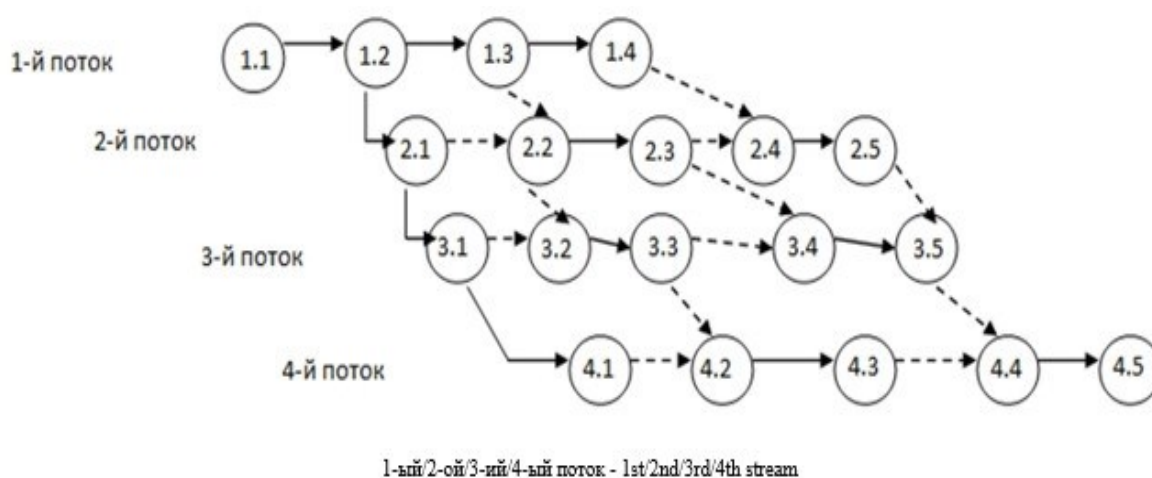 1-й поток
1.1 1.2 1.3 1.4
2-й поток
2.1 2.2 2.3 2.4 2.5
3-й поток
3.1 3.2 3.3 3.4 3.5
4-й поток
4.1 4.2 4.3 4.4 4.5
1-ый/2-ой/3-ий/4-ый поток - 1st/2nd/3rd/4th stream